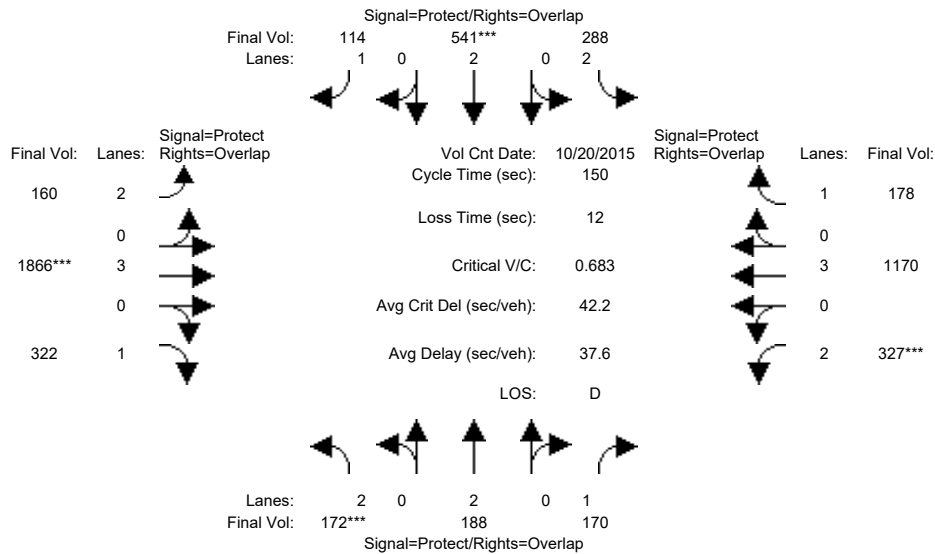 Signal=Protect/Rights=Overlap
Final Vol: 114 541*** 288
Lanes: 1 0 2 0 2
Signal=Protect
Final Vol: Lanes: Rights=Overlap
Vol Cnt Date: 10/20/2015
Signal=Protect
Rights=Overlap Lanes: Final Vol:
Cycle Time (sec): 150
160 2
1 178
Loss Time (sec): 12
0
0
1866*** 3
Critical V/C: 0.683
3 1170
0
Avg Crit Del (sec/veh): 42.2
0
322 1
Avg Delay (sec/veh): 37.6
2 327***
LOS: D
Lanes: 2 0 2 0 1
Final Vol: 172*** 188 170
Signal=Protect/Rights=Overlap